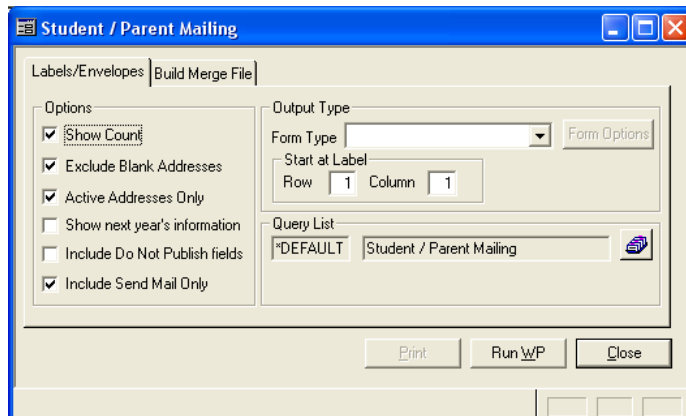 Student / Parent Mailing
Labels/Envelopes Build Merge File
Options
Show Count
Exclude Blank Addresses
Active Addresses Only
Show next year's information
Include Do Not Publish fields
Include Send Mail Only
Output Type
Form Type Form Options
Start at Label
Row 1 Column 1
Query List
*DEFAULT Student / Parent Mailing
Print Run WP Close